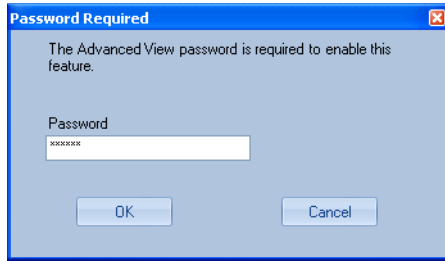 Password Required
The Advanced View password is required to enable this
feature.
Password
××××××
OK
Cancel